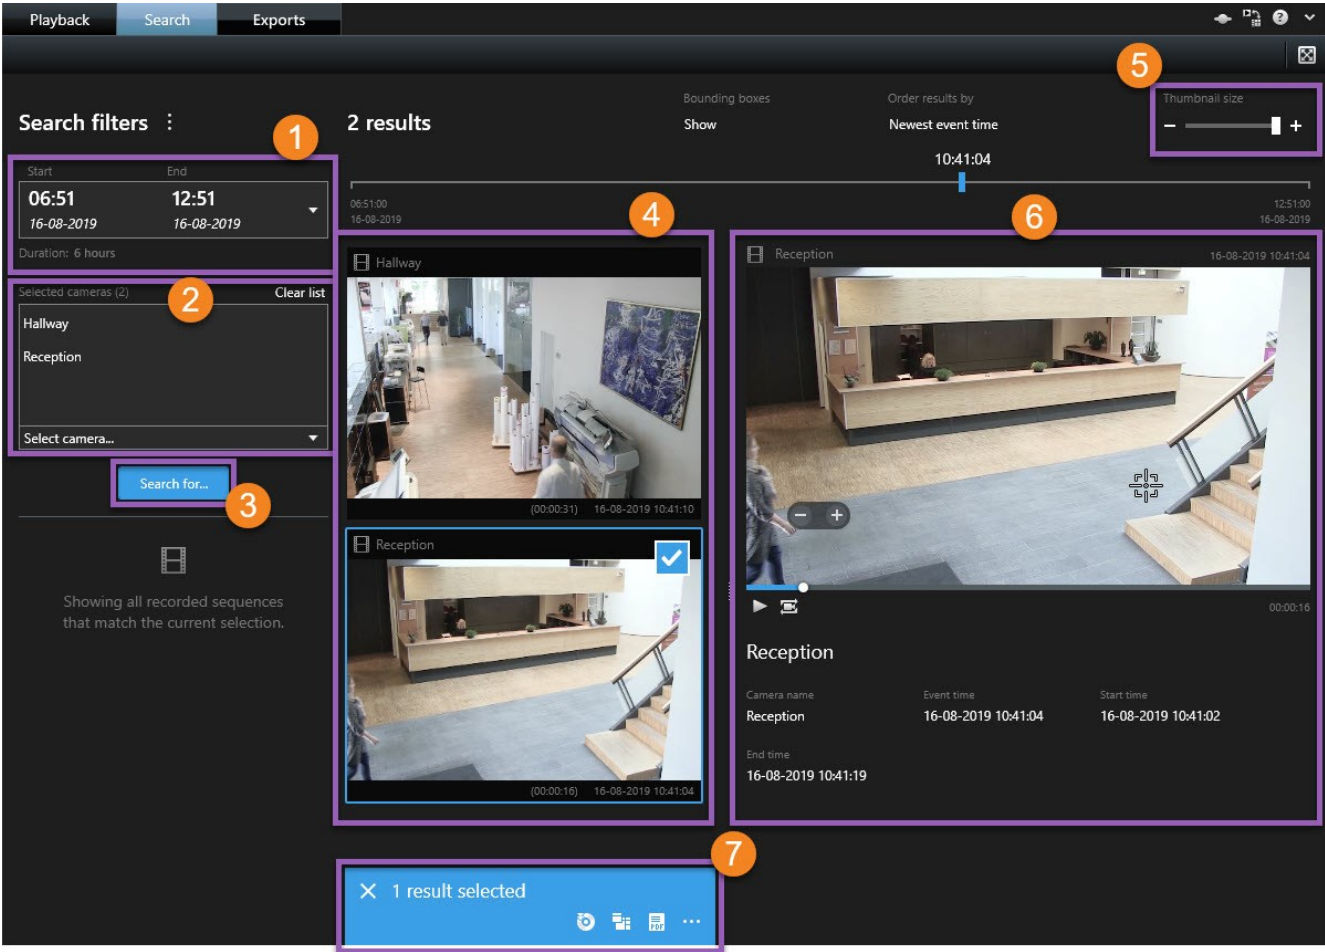 Playback Search Exports
5
Bounding boxes Order results by Thumbnail size
Search filters 1 2 results Show Newest event time
10:41:04
Start End
06:51 12:51
16-08-2019 16-08-2019
Duration: 6 hours
06:51:00 12:51:00
16-08-2019 16-08-2019
4 6
Selected cameras (2) 2 Clear list
Hallway
Reception
Select camera...
Search for...
3
Showing all recorded sequences
that match the current selection.
Hallway
(00:00:31) 16-08-2019 10:41:10
Reception
(00:00:16) 16-08-2019 10:41:04
Reception 16-08-2019 10:41:04
00:00:16
Reception
Camera name Event time Start time
Reception 16-08-2019 10:41:04 16-08-2019 10:41:02
End time
16-08-2019 10:41:19
7
1 result selected
PDF